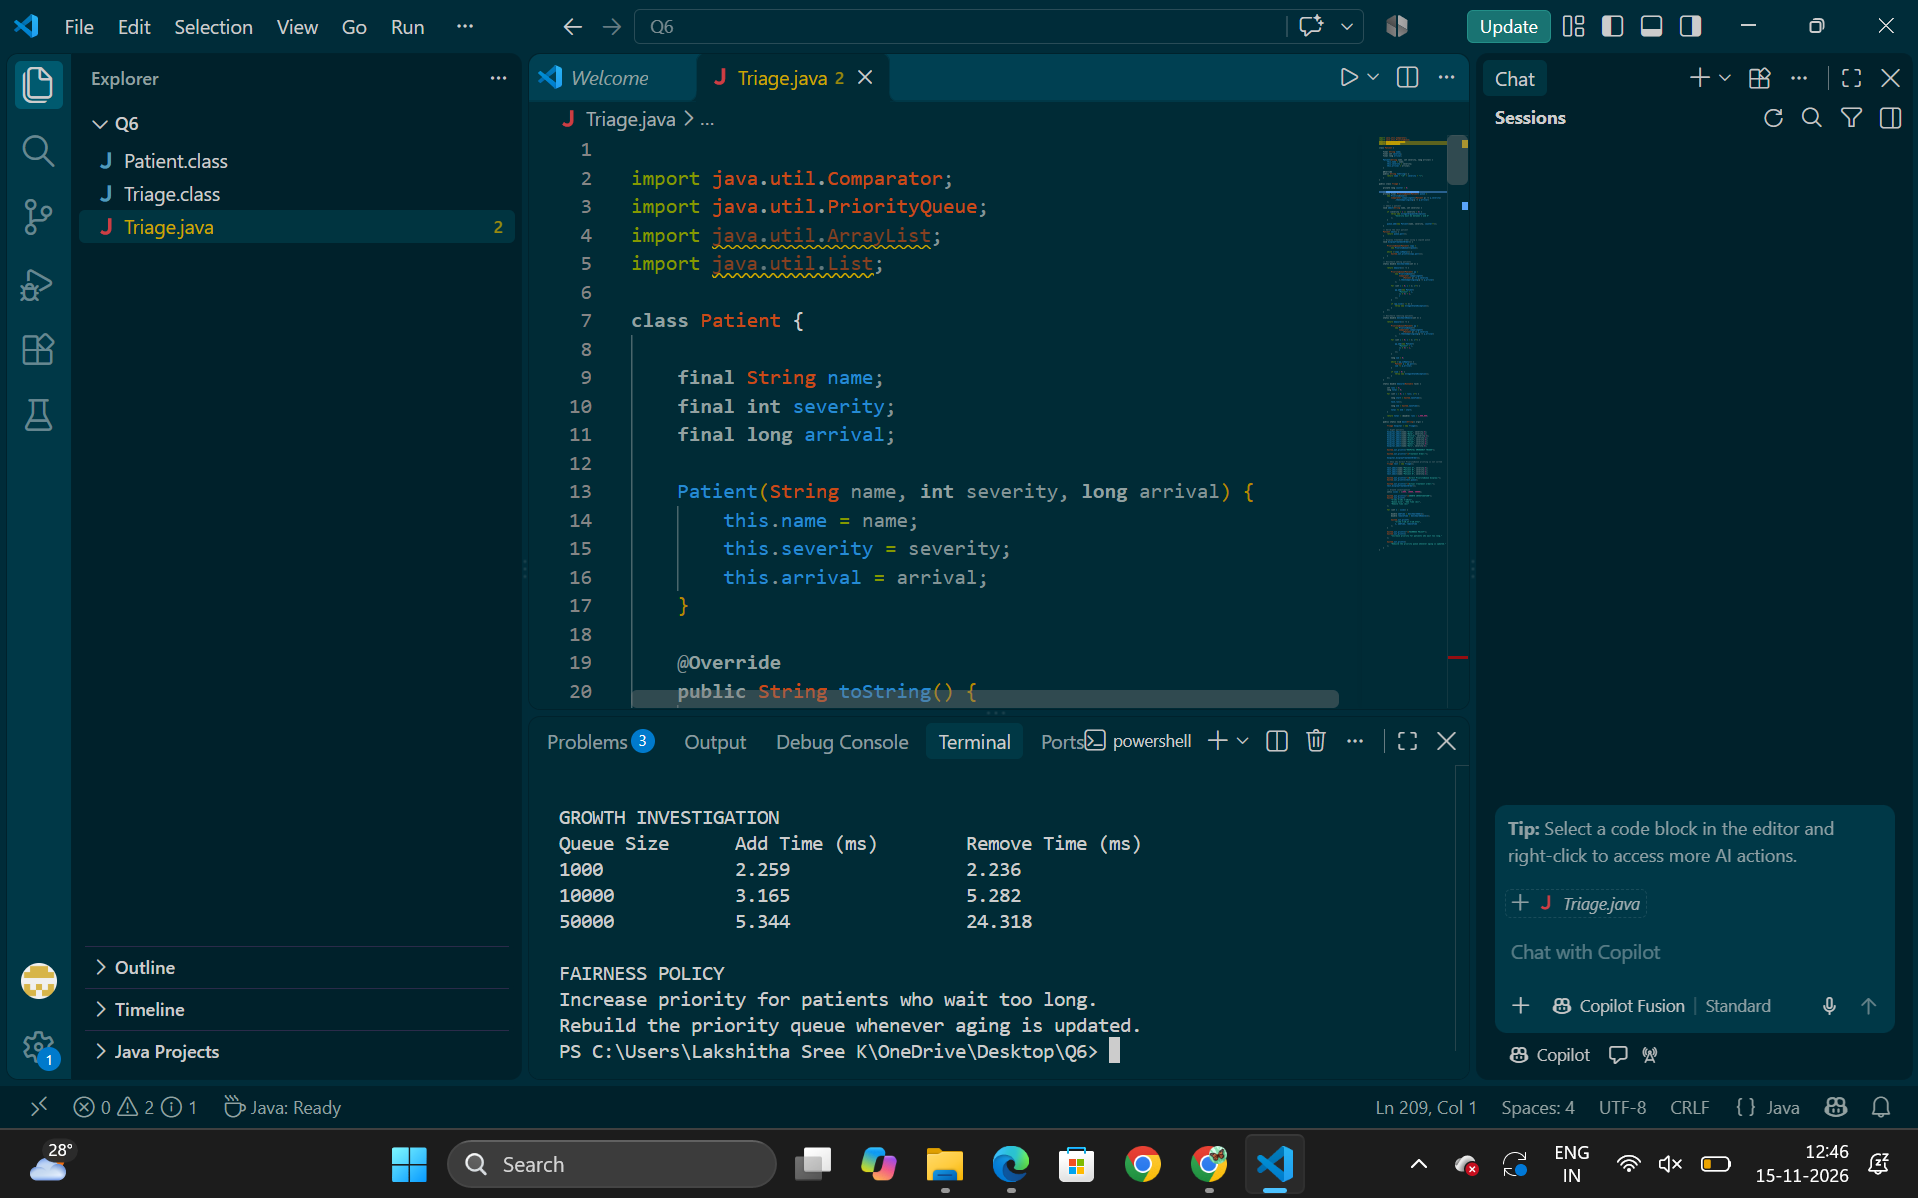 File Edit Selection View Go Run ···
Q6
Update
Explorer
Q6
Patient.class
Triage.class
Triage.java 2
Outline
Timeline
Java Projects
1
Welcome
Triage.java 2
Triage.java > ...
1
2 import java.util.Comparator;
3 import java.util.PriorityQueue;
4 import java.util.ArrayList;
5 import java.util.List;
6
7 class Patient {
8
9 final String name;
10 final int severity;
11 final long arrival;
12
13 Patient(String name, int severity, long arrival) {
14 this.name = name;
15 this.severity = severity;
16 this.arrival = arrival;
17 }
18
19 @Override
20 public String toString() {
Problems 3 Output Debug Console Terminal Ports powershell
GROWTH INVESTIGATION
Queue Size Add Time (ms) Remove Time (ms)
1000 2.259 2.236
10000 3.165 5.282
50000 5.344 24.318
FAIRNESS POLICY
Increase priority for patients who wait too long.
Rebuild the priority queue whenever aging is updated.
PS C:\Users\Lakshitha Sree K\OneDrive\Desktop\Q6>
Chat
Sessions
Tip: Select a code block in the editor and
right-click to access more AI actions.
Triage.java
Chat with Copilot
Copilot Fusion | Standard
Copilot
0 2 1 Java: Ready
Ln 209, Col 1 Spaces: 4 UTF-8 CRLF {} Java
28°
Search
ENG
IN
12:46
15-11-2026